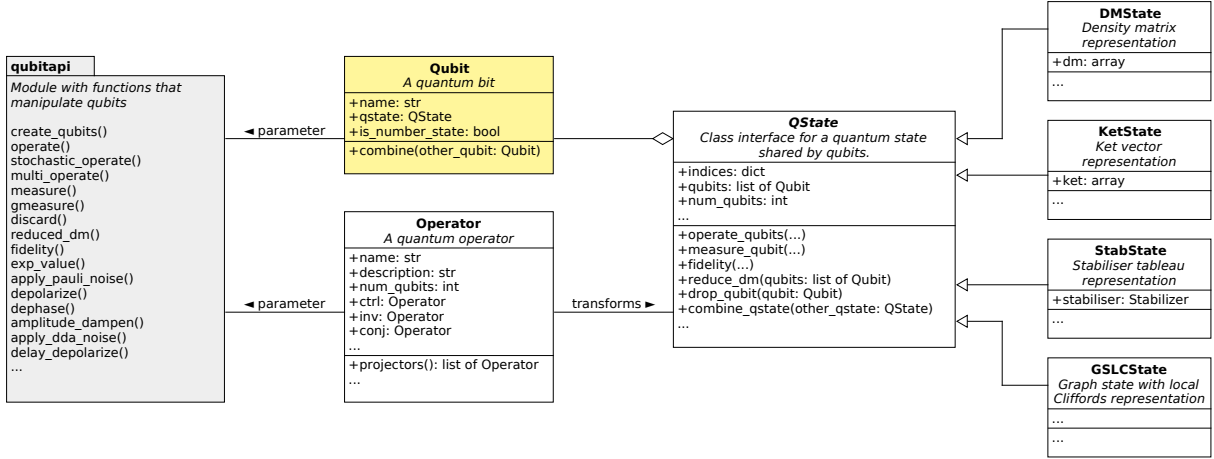 qubitapi
Module with functions that
manipulate qubits
create_qubits()
operate()
stochastic_operate()
multi_operate()
measure()
gmeasure()
discard()
reduced_dm()
fidelity()
exp_value()
apply_pauli_noise()
depolarize()
dephase()
amplitude_dampen()
apply_dda_noise()
delay_depolarize()
...
◄ parameter
◄ parameter
Qubit
A quantum bit
+name: str
+qstate: QState
+is_number_state: bool
+combine(other_qubit: Qubit)
Operator
A quantum operator
+name: str
+description: str
+num_qubits: int
+ctrl: Operator
+inv: Operator
+conj: Operator
...
+projectors(): list of Operator
...
transforms ►
QState
Class interface for a quantum state
shared by qubits.
+indices: dict
+qubits: list of Qubit
+num_qubits: int
...
+operate_qubits(...)
+measure_qubit(...)
+fidelity(...)
+reduce_dm(qubits: list of Qubit)
+drop_qubit(qubit: Qubit)
+combine_qstate(other_qstate: QState)
...
DMState
Density matrix
representation
+dm: array
...
KetState
Ket vector
representation
+ket: array
...
StabState
Stabiliser tableau
representation
+stabiliser: Stabilizer
...
GSLCState
Graph state with local
Cliffords representation
...
...